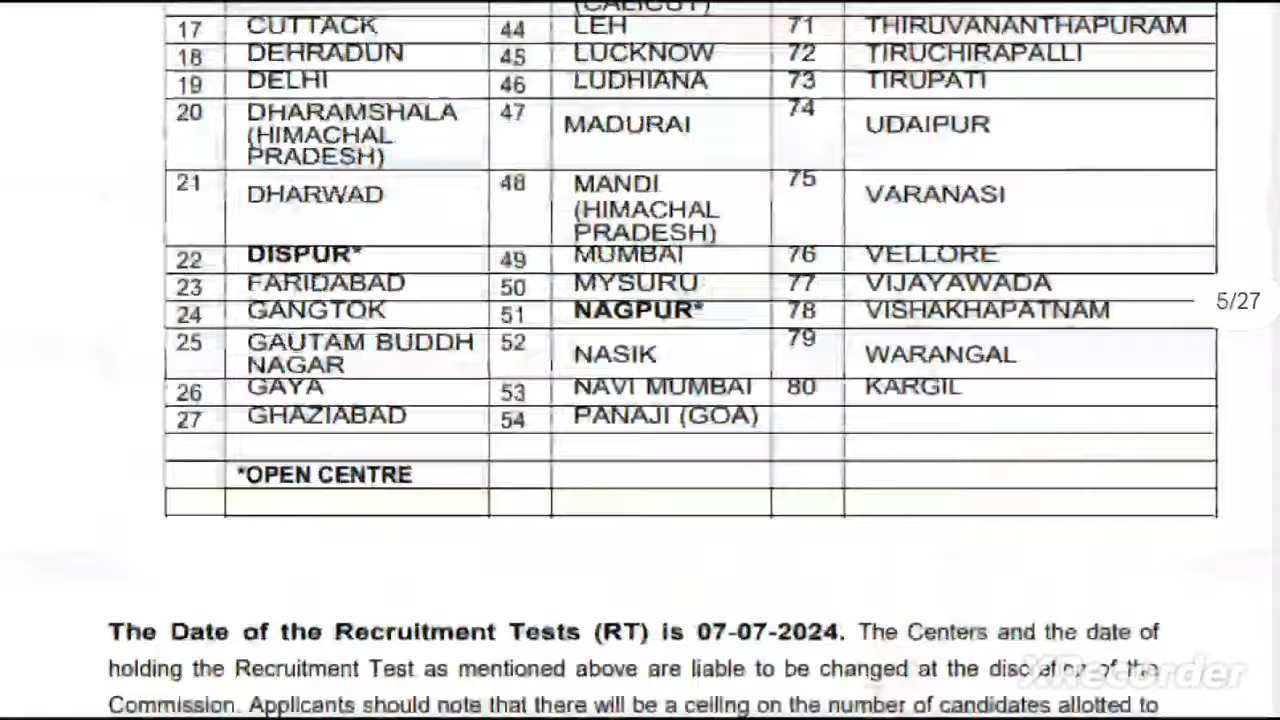 (CALICUT)
17 CUTTACK 44 LEH 71 THIRUVANANTHAPURAM
18 DEHRADUN 45 LUCKNOW 72 TIRUCHIRAPALLI
19 DELHI 46 LUDHIANA 73 TIRUPATI
20 DHARAMSHALA 47 MADURAI 74 UDAIPUR
(HIMACHAL
PRADESH)
21 DHARWAD 48 MANDI 75 VARANASI
(HIMACHAL
PRADESH)
22 DISPUR* 49 MUMBAI 76 VELLORE
23 FARIDABAD 50 MYSURU 77 VIJAYAWADA
24 GANGTOK 51 NAGPUR* 78 VISHAKHAPATNAM
5/27
25 GAUTAM BUDDH 52 NASIK 79 WARANGAL
NAGAR
26 GAYA 53 NAVI MUMBAI 80 KARGIL
27 GHAZIABAD 54 PANAJI (GOA)
*OPEN CENTRE
The Date of the Recruitment Tests (RT) is 07-07-2024. The Centers and the date of
holding the Recruitment Test as mentioned above are liable to be changed at the discretion of the
Commission. Applicants should note that there will be a ceiling on the number of candidates allotted to
XRecorder